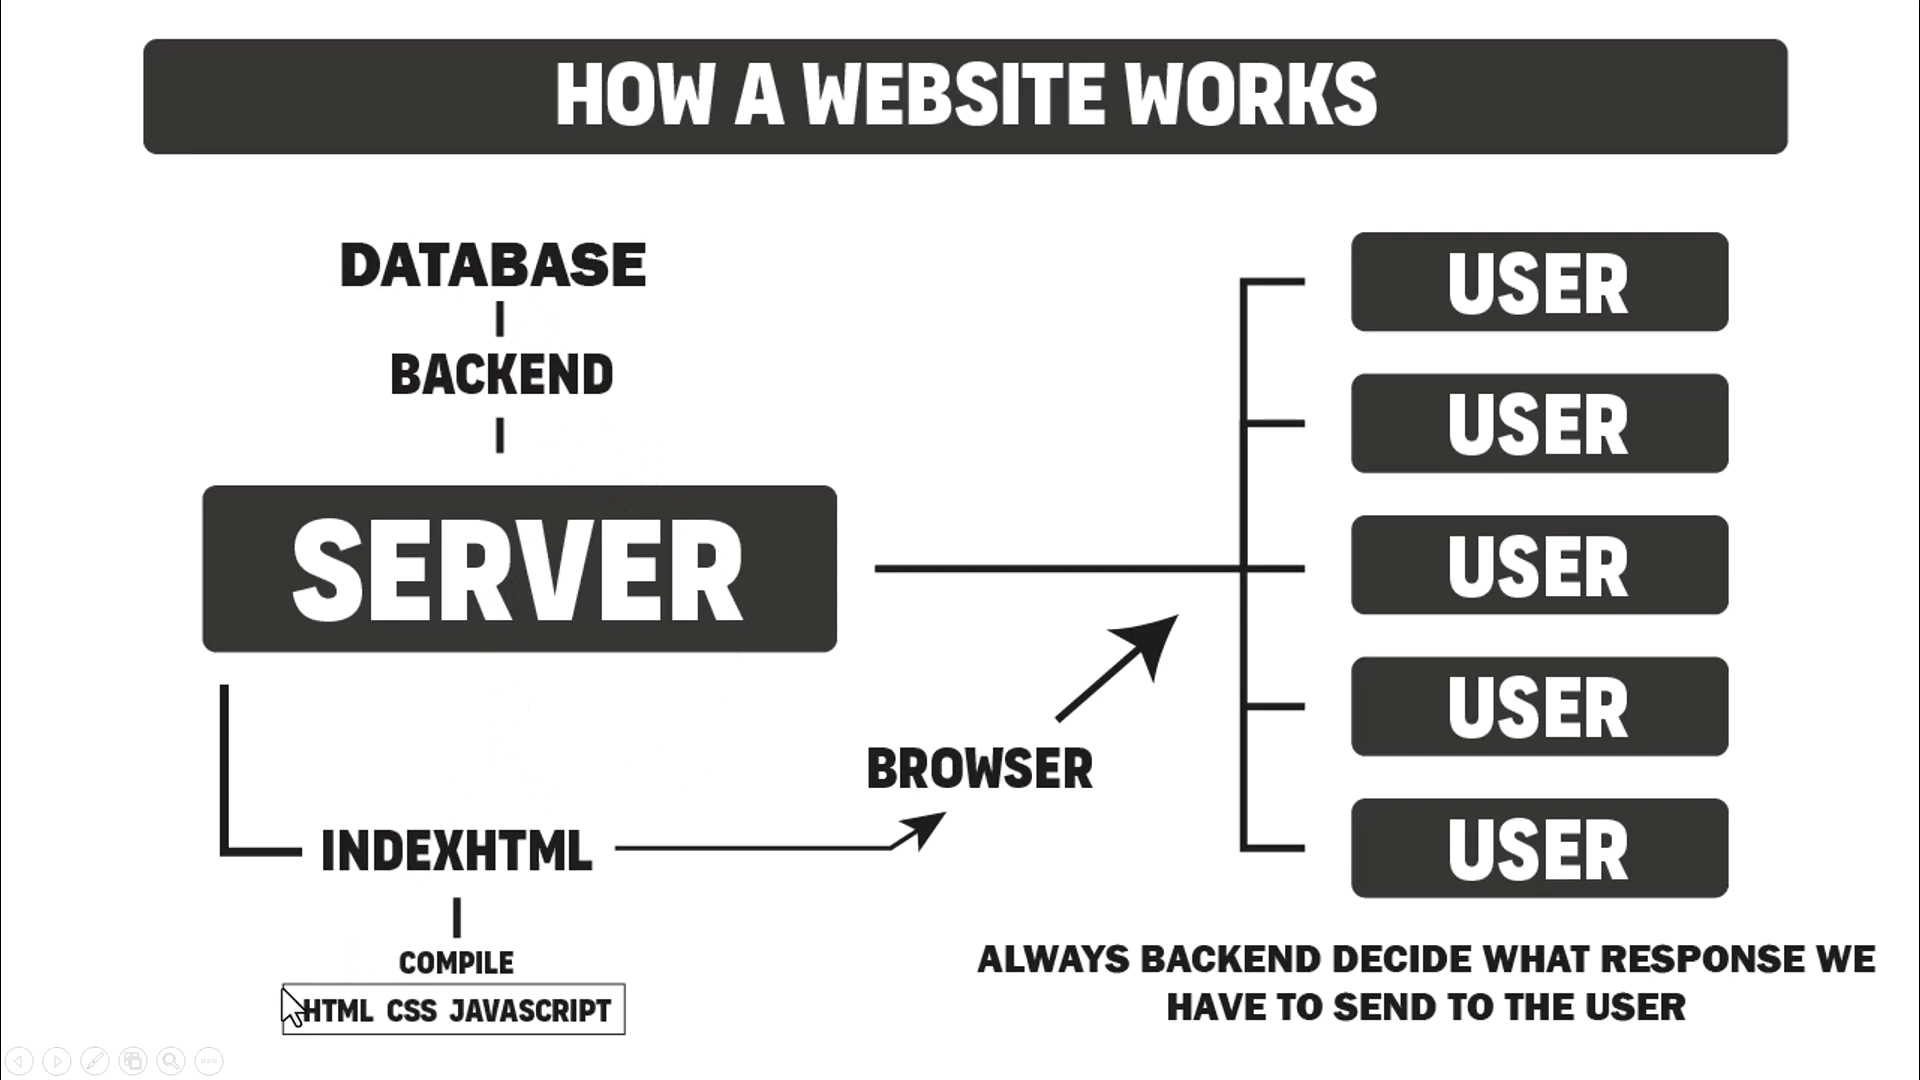 HOW A WEBSITE WORKS
DATABASE
BACKEND
SERVER
INDEXHTML
COMPILE
HTML CSS JAVASCRIPT
BROWSER
USER
USER
USER
USER
USER
ALWAYS BACKEND DECIDE WHAT RESPONSE WE
HAVE TO SEND TO THE USER